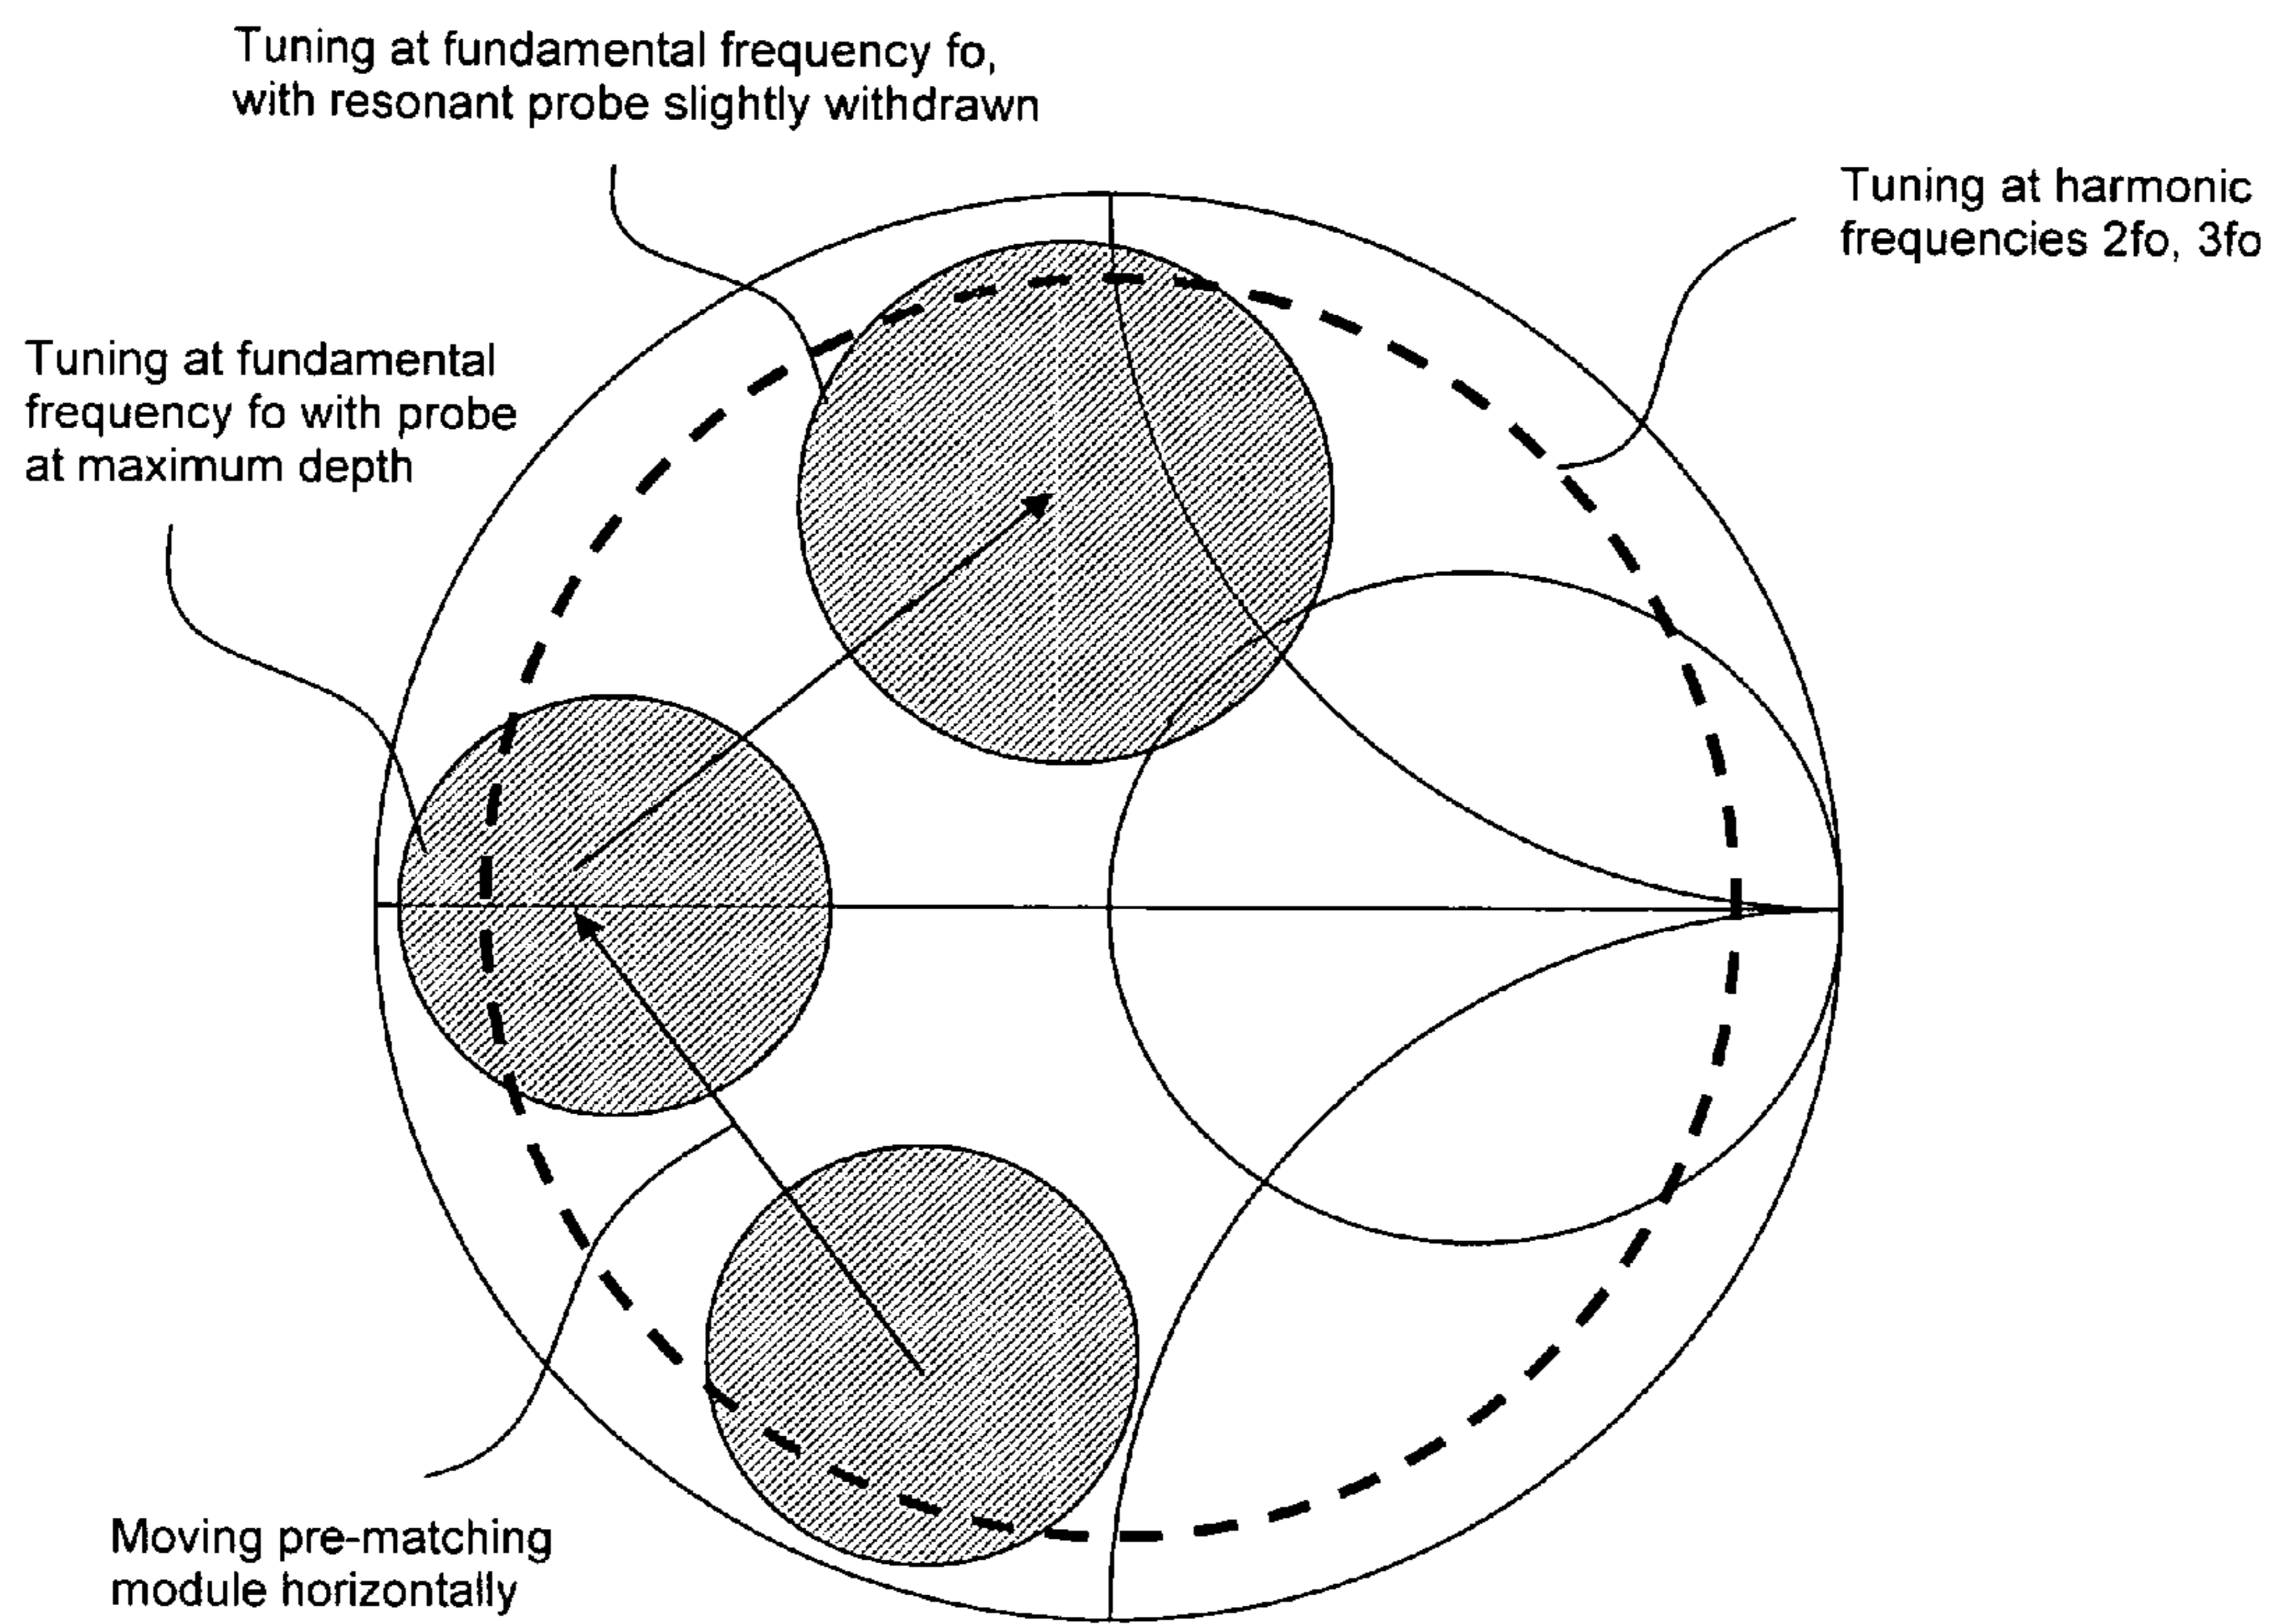 Tuning at fundamental frequency fo,
with resonant probe slightly withdrawn
Tuning at harmonic
frequencies 2fo, 3fo
Tuning at fundamental
frequency fo with probe
at maximum depth
Moving pre-matching
module horizontally